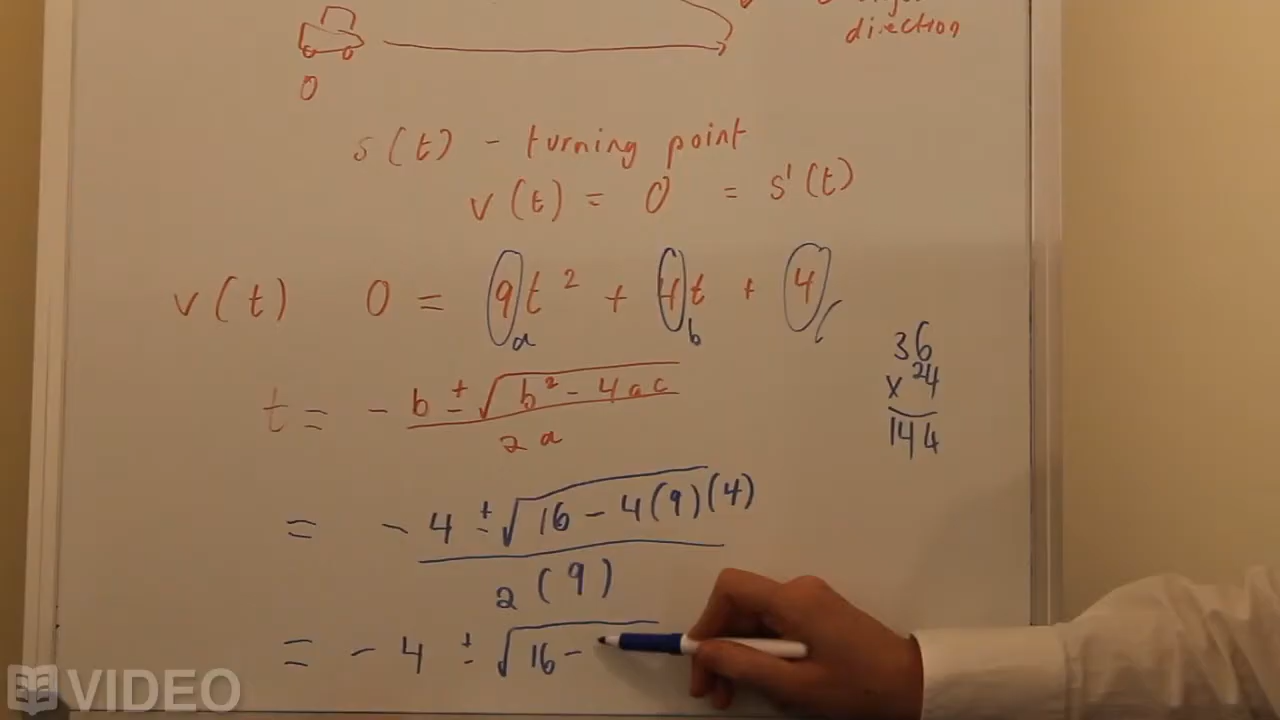 direction
0
s(t) - turning point
v(t) = 0 = s'(t)
v(t) 0 = 9t² + 4t + 4
a b c
t = -b ± √b² - 4ac
2a
36
x ²4
144
= -4 ± √16 - 4(9)(4)
2(9)
= -4 ± √16 -
VIDEO